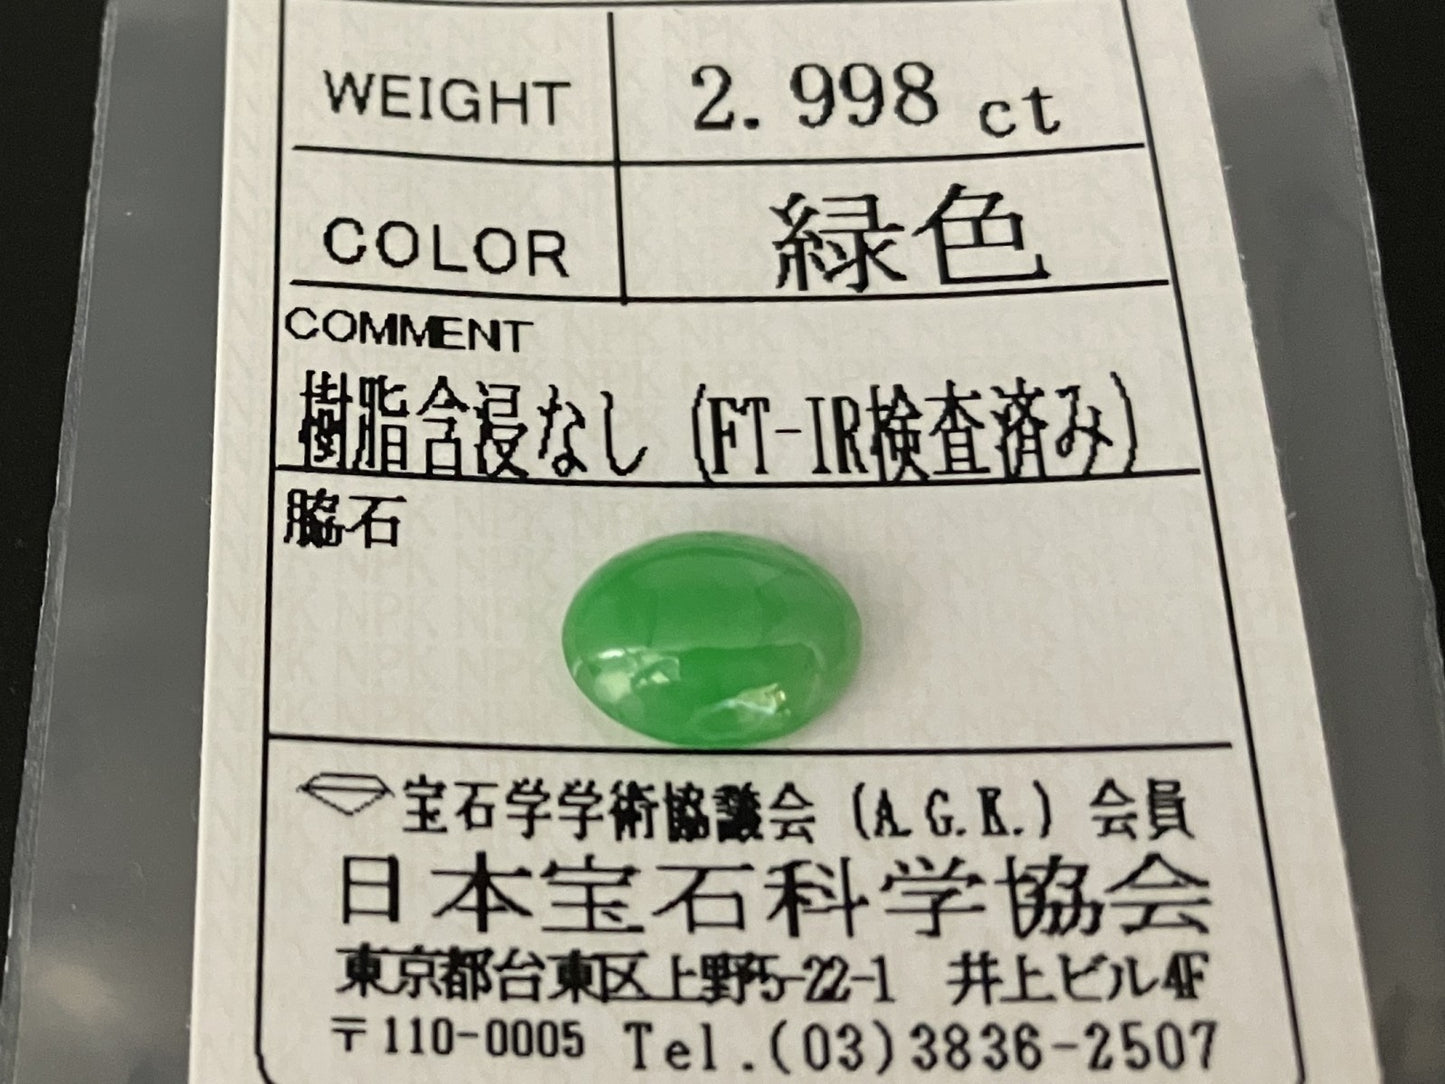 WEIGHT 2.998 ct
COLOR 緑色
COMMENT
樹脂含浸なし (FT-IR検査済み)
脇石
宝石学学術協議会 (A.G.K.) 会員
日本宝石科学協会
東京都台東区上野5-22-1 井上ビル4F
〒110-0005 Tel.(03)3836-2507